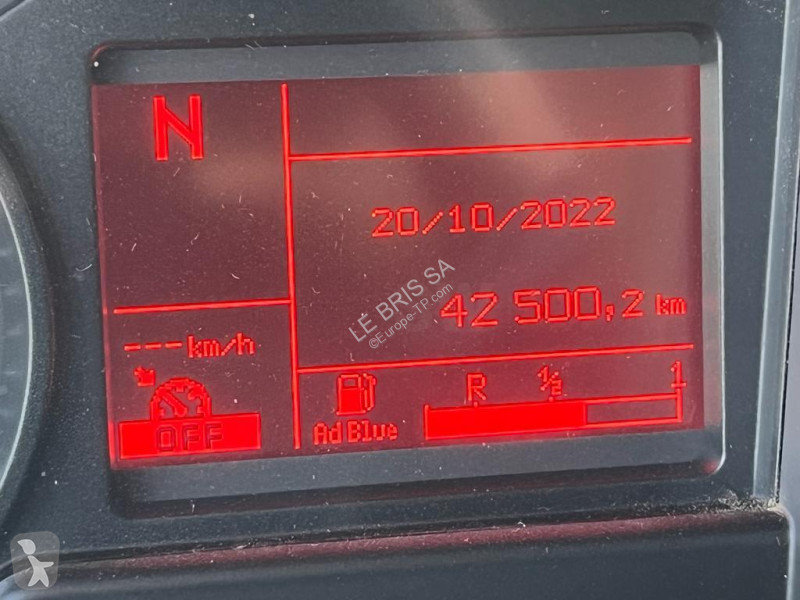 N
20/10/2022
42 500,2 km
---km/h
OFF
Ad Blue
R 1/2 1
LE BRIS SA
©Europe-TP.com